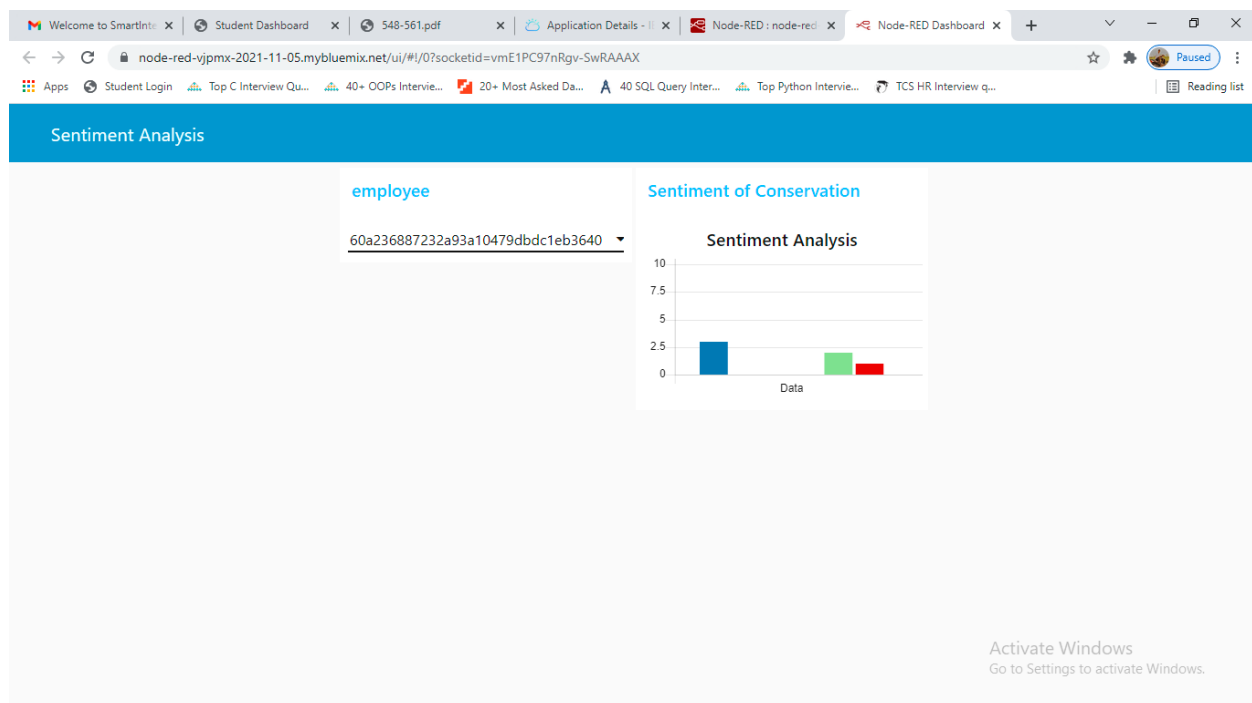 Welcome to SmartInte
Student Dashboard
548-561.pdf
Application Details - I
Node-RED : node-red
Node-RED Dashboard
node-red-vjpmx-2021-11-05.mybluemix.net/ui/#!/0?socketid=vmE1PC97nRgv-SwRAAAX
Paused
Apps
Student Login
Top C Interview Qu...
40+ OOPs Intervie...
20+ Most Asked Da...
40 SQL Query Inter...
Top Python Intervie...
TCS HR Interview q...
Reading list
Sentiment Analysis
employee
60a236887232a93a10479dbdc1eb3640
Sentiment of Conservation
Sentiment Analysis
10
7.5
5
2.5
0
Data
Activate Windows
Go to Settings to activate Windows.